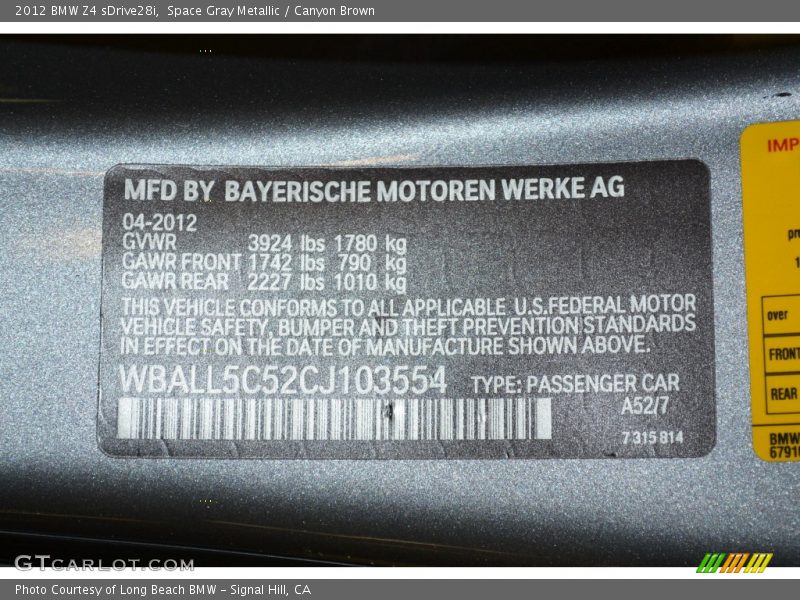 2012 BMW Z4 sDrive28i, Space Gray Metallic / Canyon Brown
MFD BY BAYERISCHE MOTOREN WERKE AG
04-2012
GVWR 3924 lbs 1780 kg
GAWR FRONT 1742 lbs 790 kg
GAWR REAR 2227 lbs 1010 kg
THIS VEHICLE CONFORMS TO ALL APPLICABLE U.S.FEDERAL MOTOR
VEHICLE SAFETY, BUMPER AND THEFT PREVENTION STANDARDS
IN EFFECT ON THE DATE OF MANUFACTURE SHOWN ABOVE.
WBALL5C52CJ103554 TYPE: PASSENGER CAR
A52/7
7 315 814
IMP
over
FRONT
REAR
BMW
67916
GTCARLOT.COM
Photo Courtesy of Long Beach BMW – Signal Hill, CA